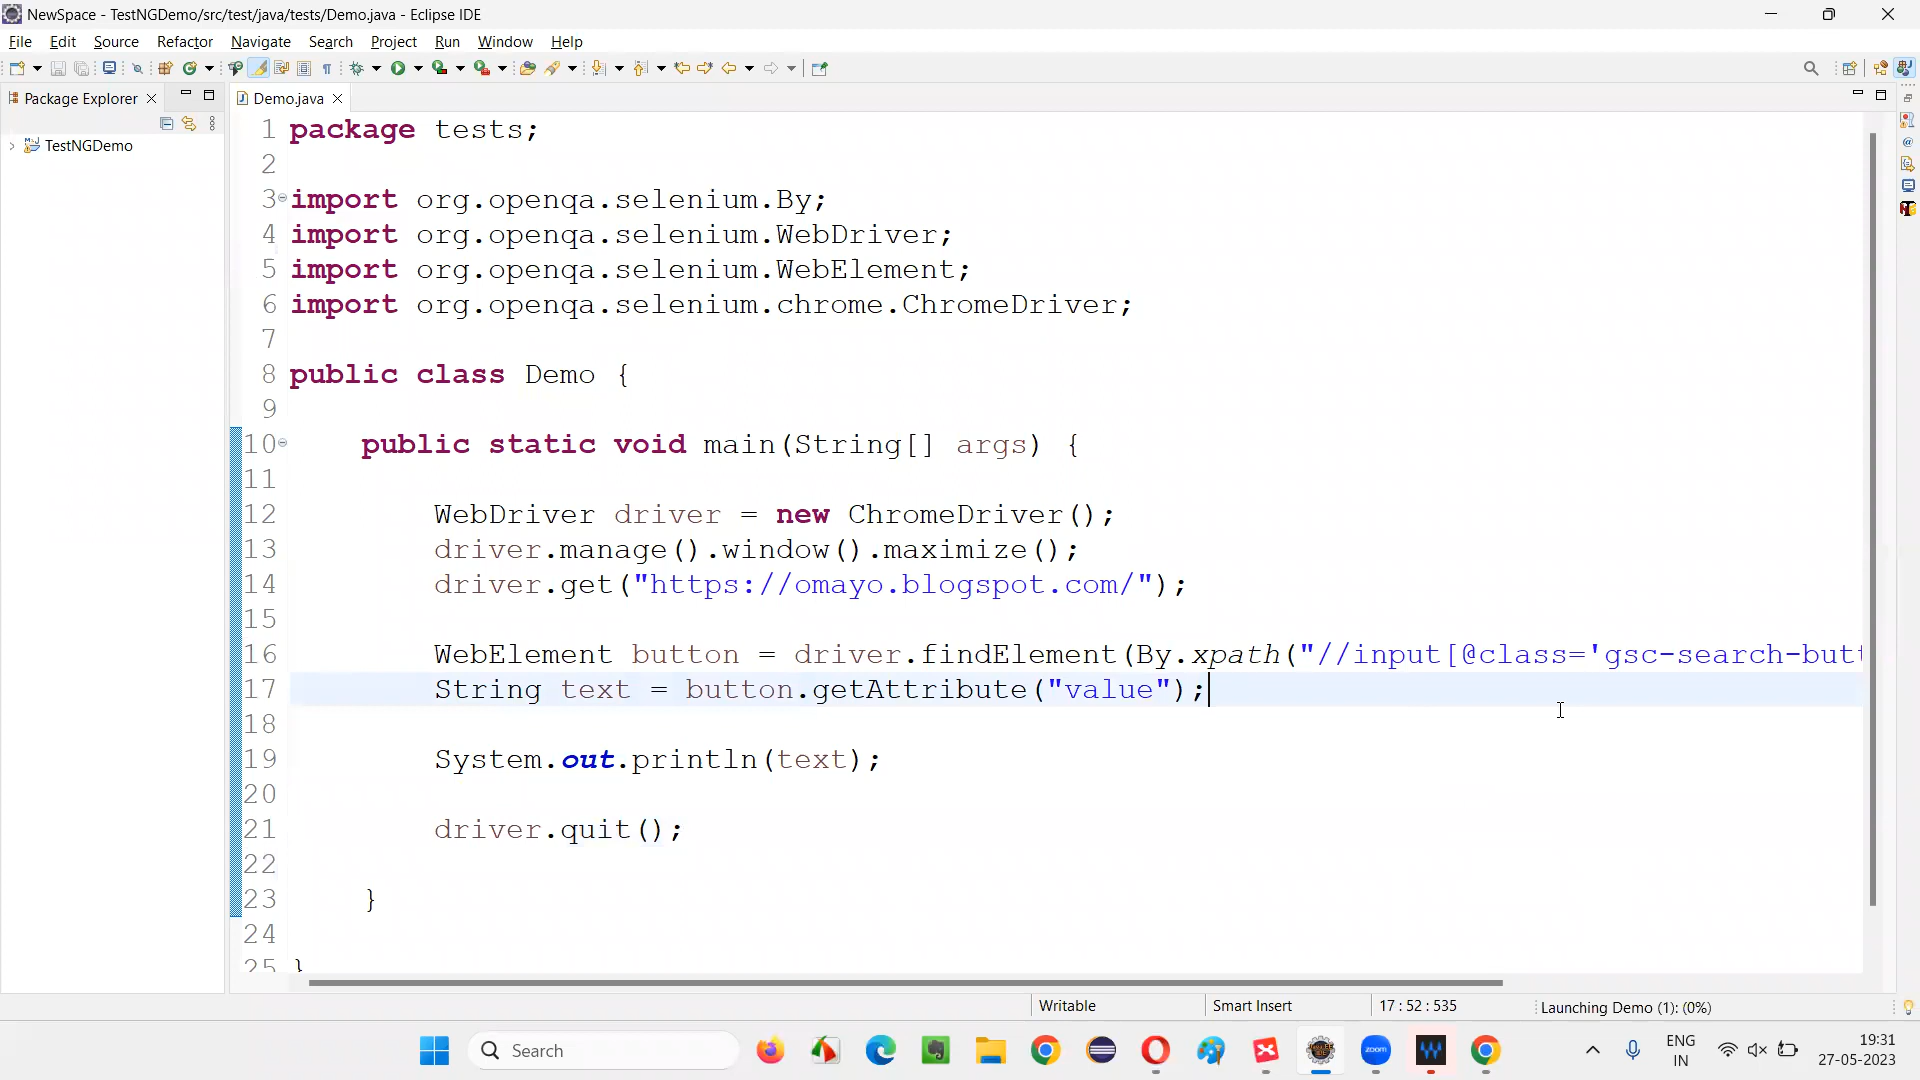 NewSpace - TestNGDemo/src/test/java/tests/Demo.java - Eclipse IDE
File Edit Source Refactor Navigate Search Project Run Window Help
Package Explorer
TestNGDemo
Demo.java
1 package tests;
2
3 import org.openqa.selenium.By;
4 import org.openqa.selenium.WebDriver;
5 import org.openqa.selenium.WebElement;
6 import org.openqa.selenium.chrome.ChromeDriver;
7
8 public class Demo {
9
10 public static void main(String[] args) {
11
12 WebDriver driver = new ChromeDriver();
13 driver.manage().window().maximize();
14 driver.get("https://omayo.blogspot.com/");
15
16 WebElement button = driver.findElement(By.xpath("//input[@class='gsc-search-butt
17 String text = button.getAttribute("value");
18
19 System.out.println(text);
20
21 driver.quit();
22
23 }
24
25 }
Writable Smart Insert 17 : 52 : 535 Launching Demo (1): (0%)
Search
zoom
ENG
IN
19:31
27-05-2023